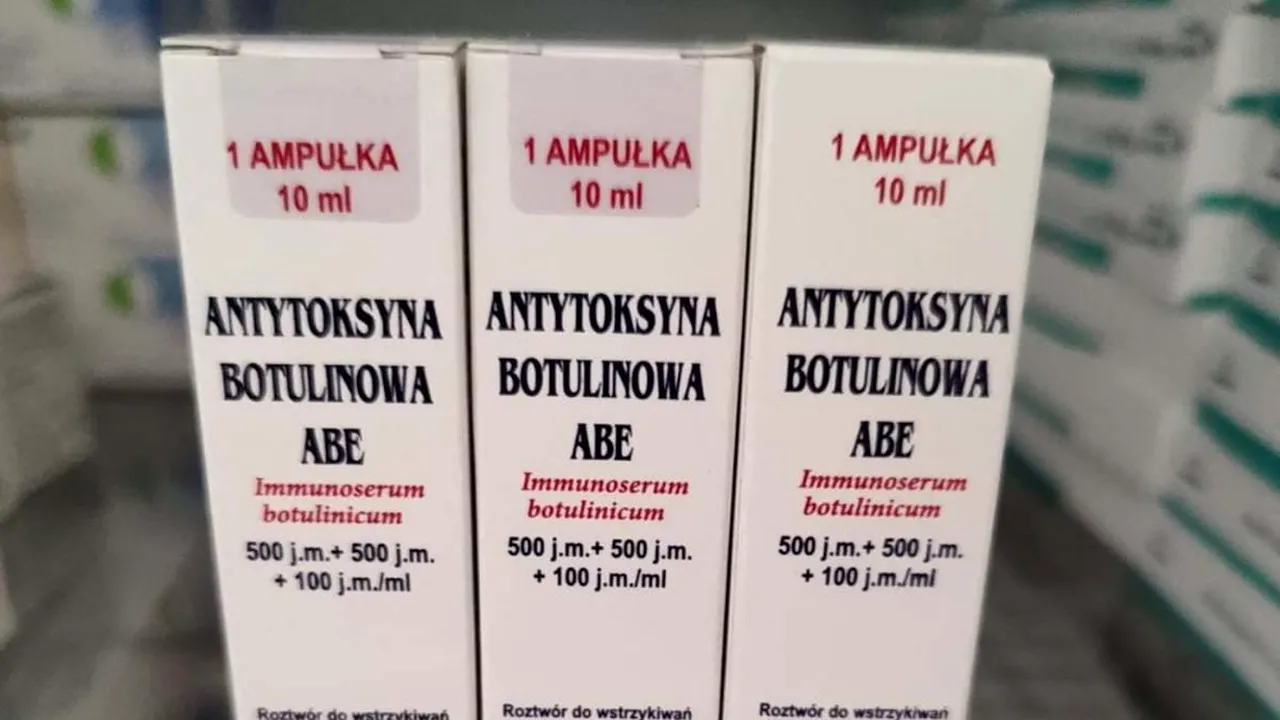 1 AMPUŁKA
10 ml
ANTYTOKSYNA
BOTULINOWA
ABE
Immunoserum
botulinicum
500 j.m.+ 500 j.m.
+ 100 j.m./ml
Roztwór do wstrzykiwań
1 AMPUŁKA
10 ml
ANTYTOKSYNA
BOTULINOWA
ABE
Immunoserum
botulinicum
500 j.m.+ 500 j.m.
+ 100 j.m./ml
Roztwór do wstrzykiwań
1 AMPUŁKA
10 ml
ANTYTOKSYNA
BOTULINOWA
ABE
Immunoserum
botulinicum
500 j.m.+ 500 j.m.
+ 100 j.m./ml
Roztwór do wstrzykiwań